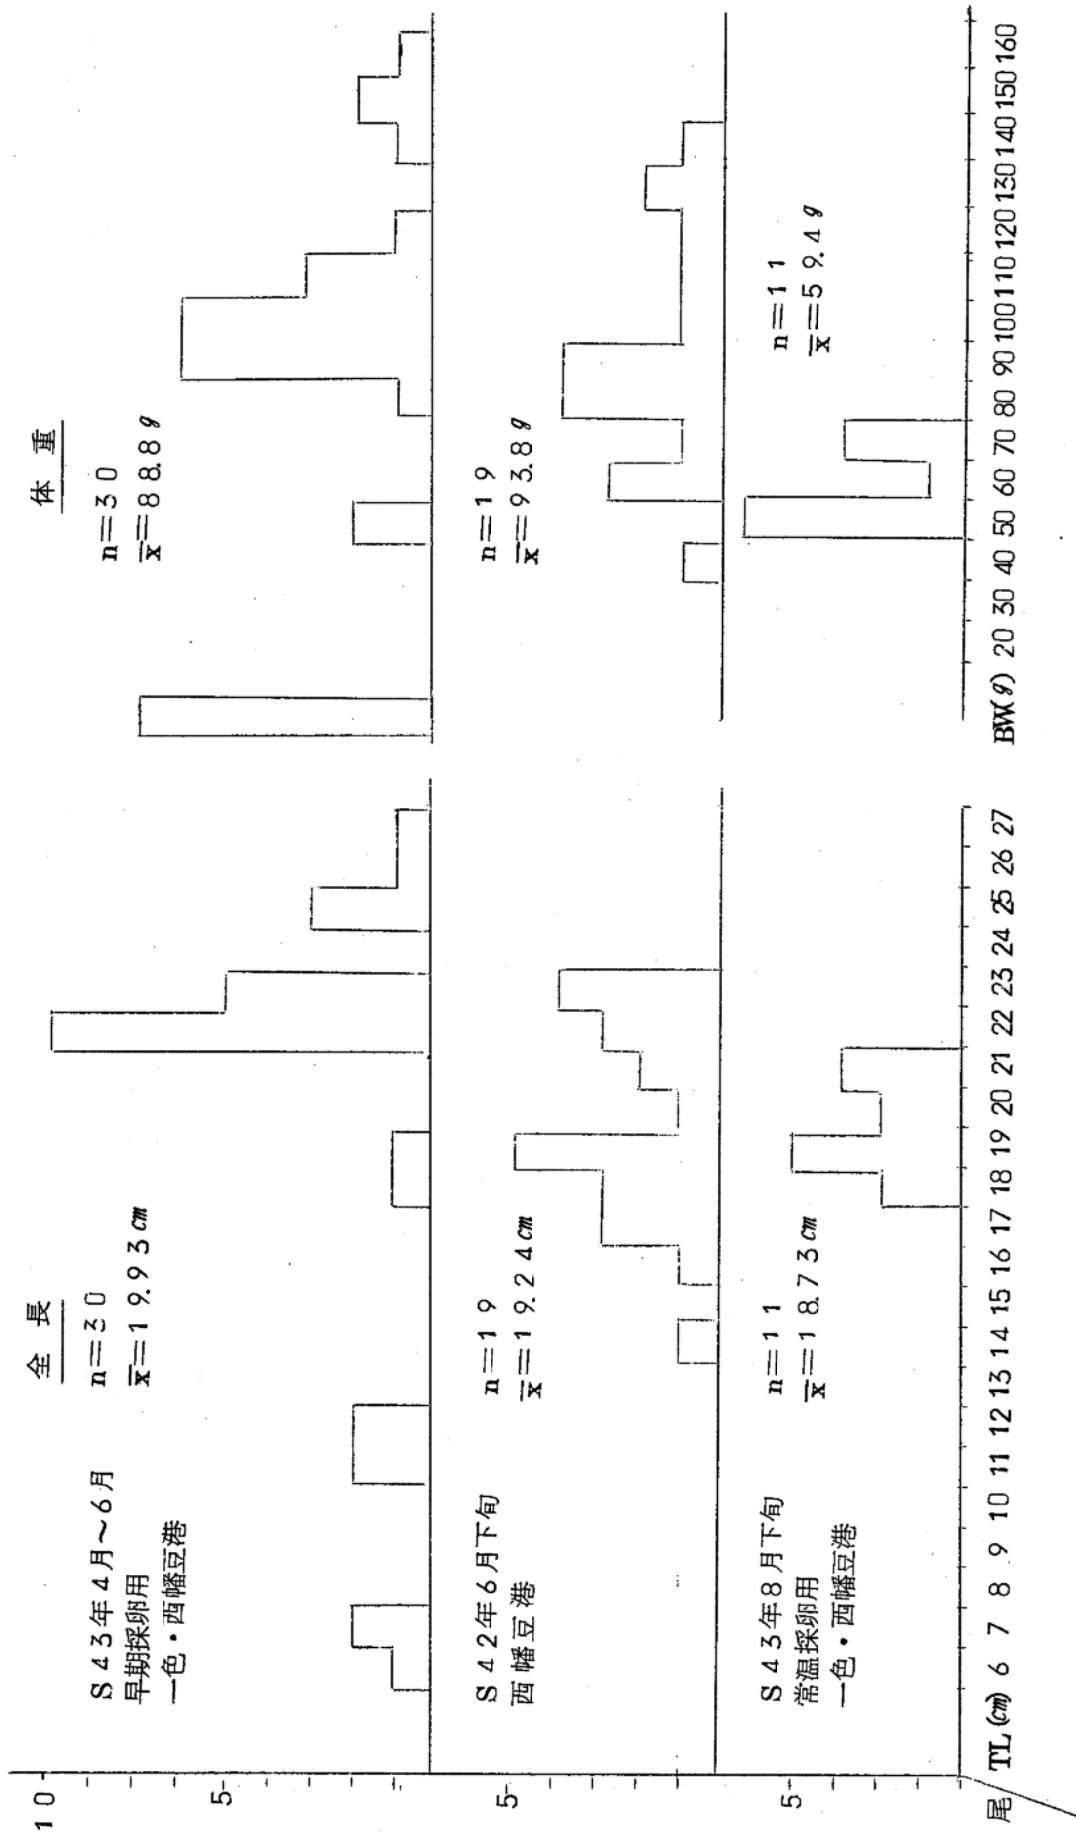 全長
体重
S43年4月～6月
早期採卵用
一色・西幡豆港
n=30
x̄=19.93cm
n=30
x̄=88.8g
S42年6月下旬
西幡豆港
n=19
x̄=19.24cm
n=19
x̄=93.8g
S43年8月下旬
常温採卵用
一色・西幡豆港
n=11
x̄=18.73cm
n=11
x̄=59.4g
10
5
5
5
尾
TL(cm) 6 7 8 9 10 11 12 13 14 15 16 17 18 19 20 21 22 23 24 25 26 27
BW(g) 20 30 40 50 60 70 80 90 100 110 120 130 140 150 160